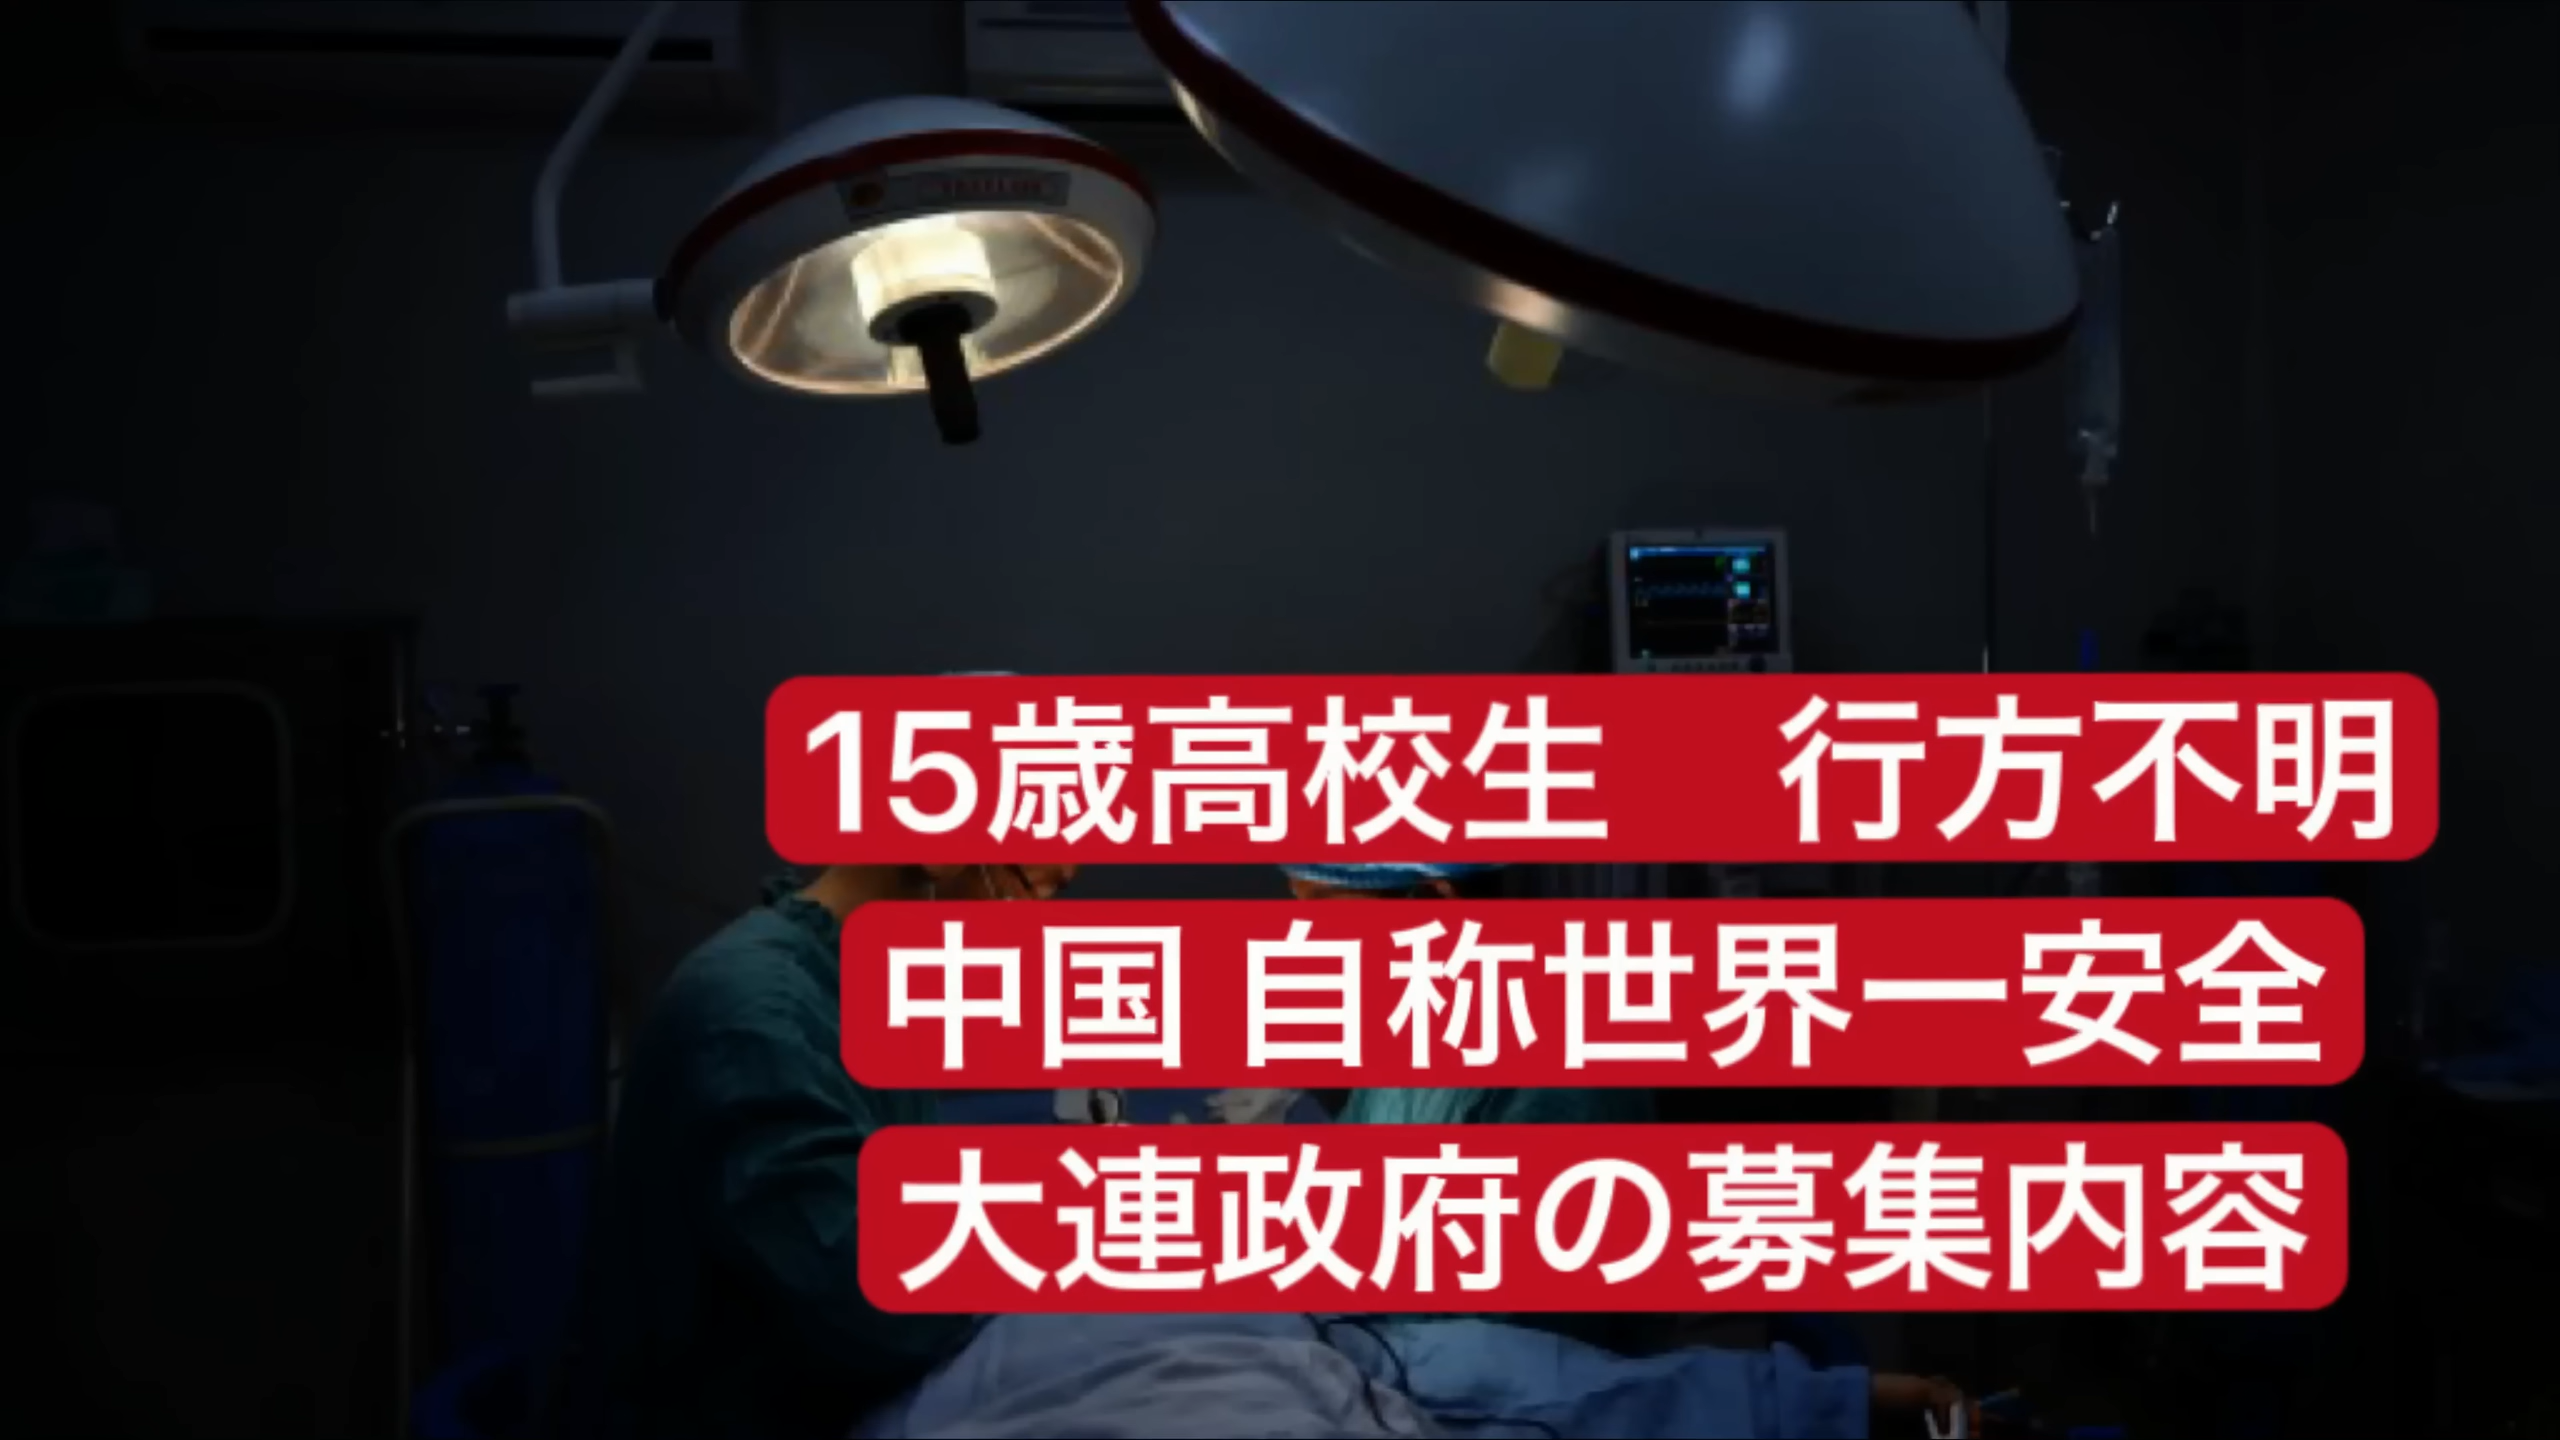 15歳高校生　行方不明
中国 自称世界一安全
大連政府の募集内容